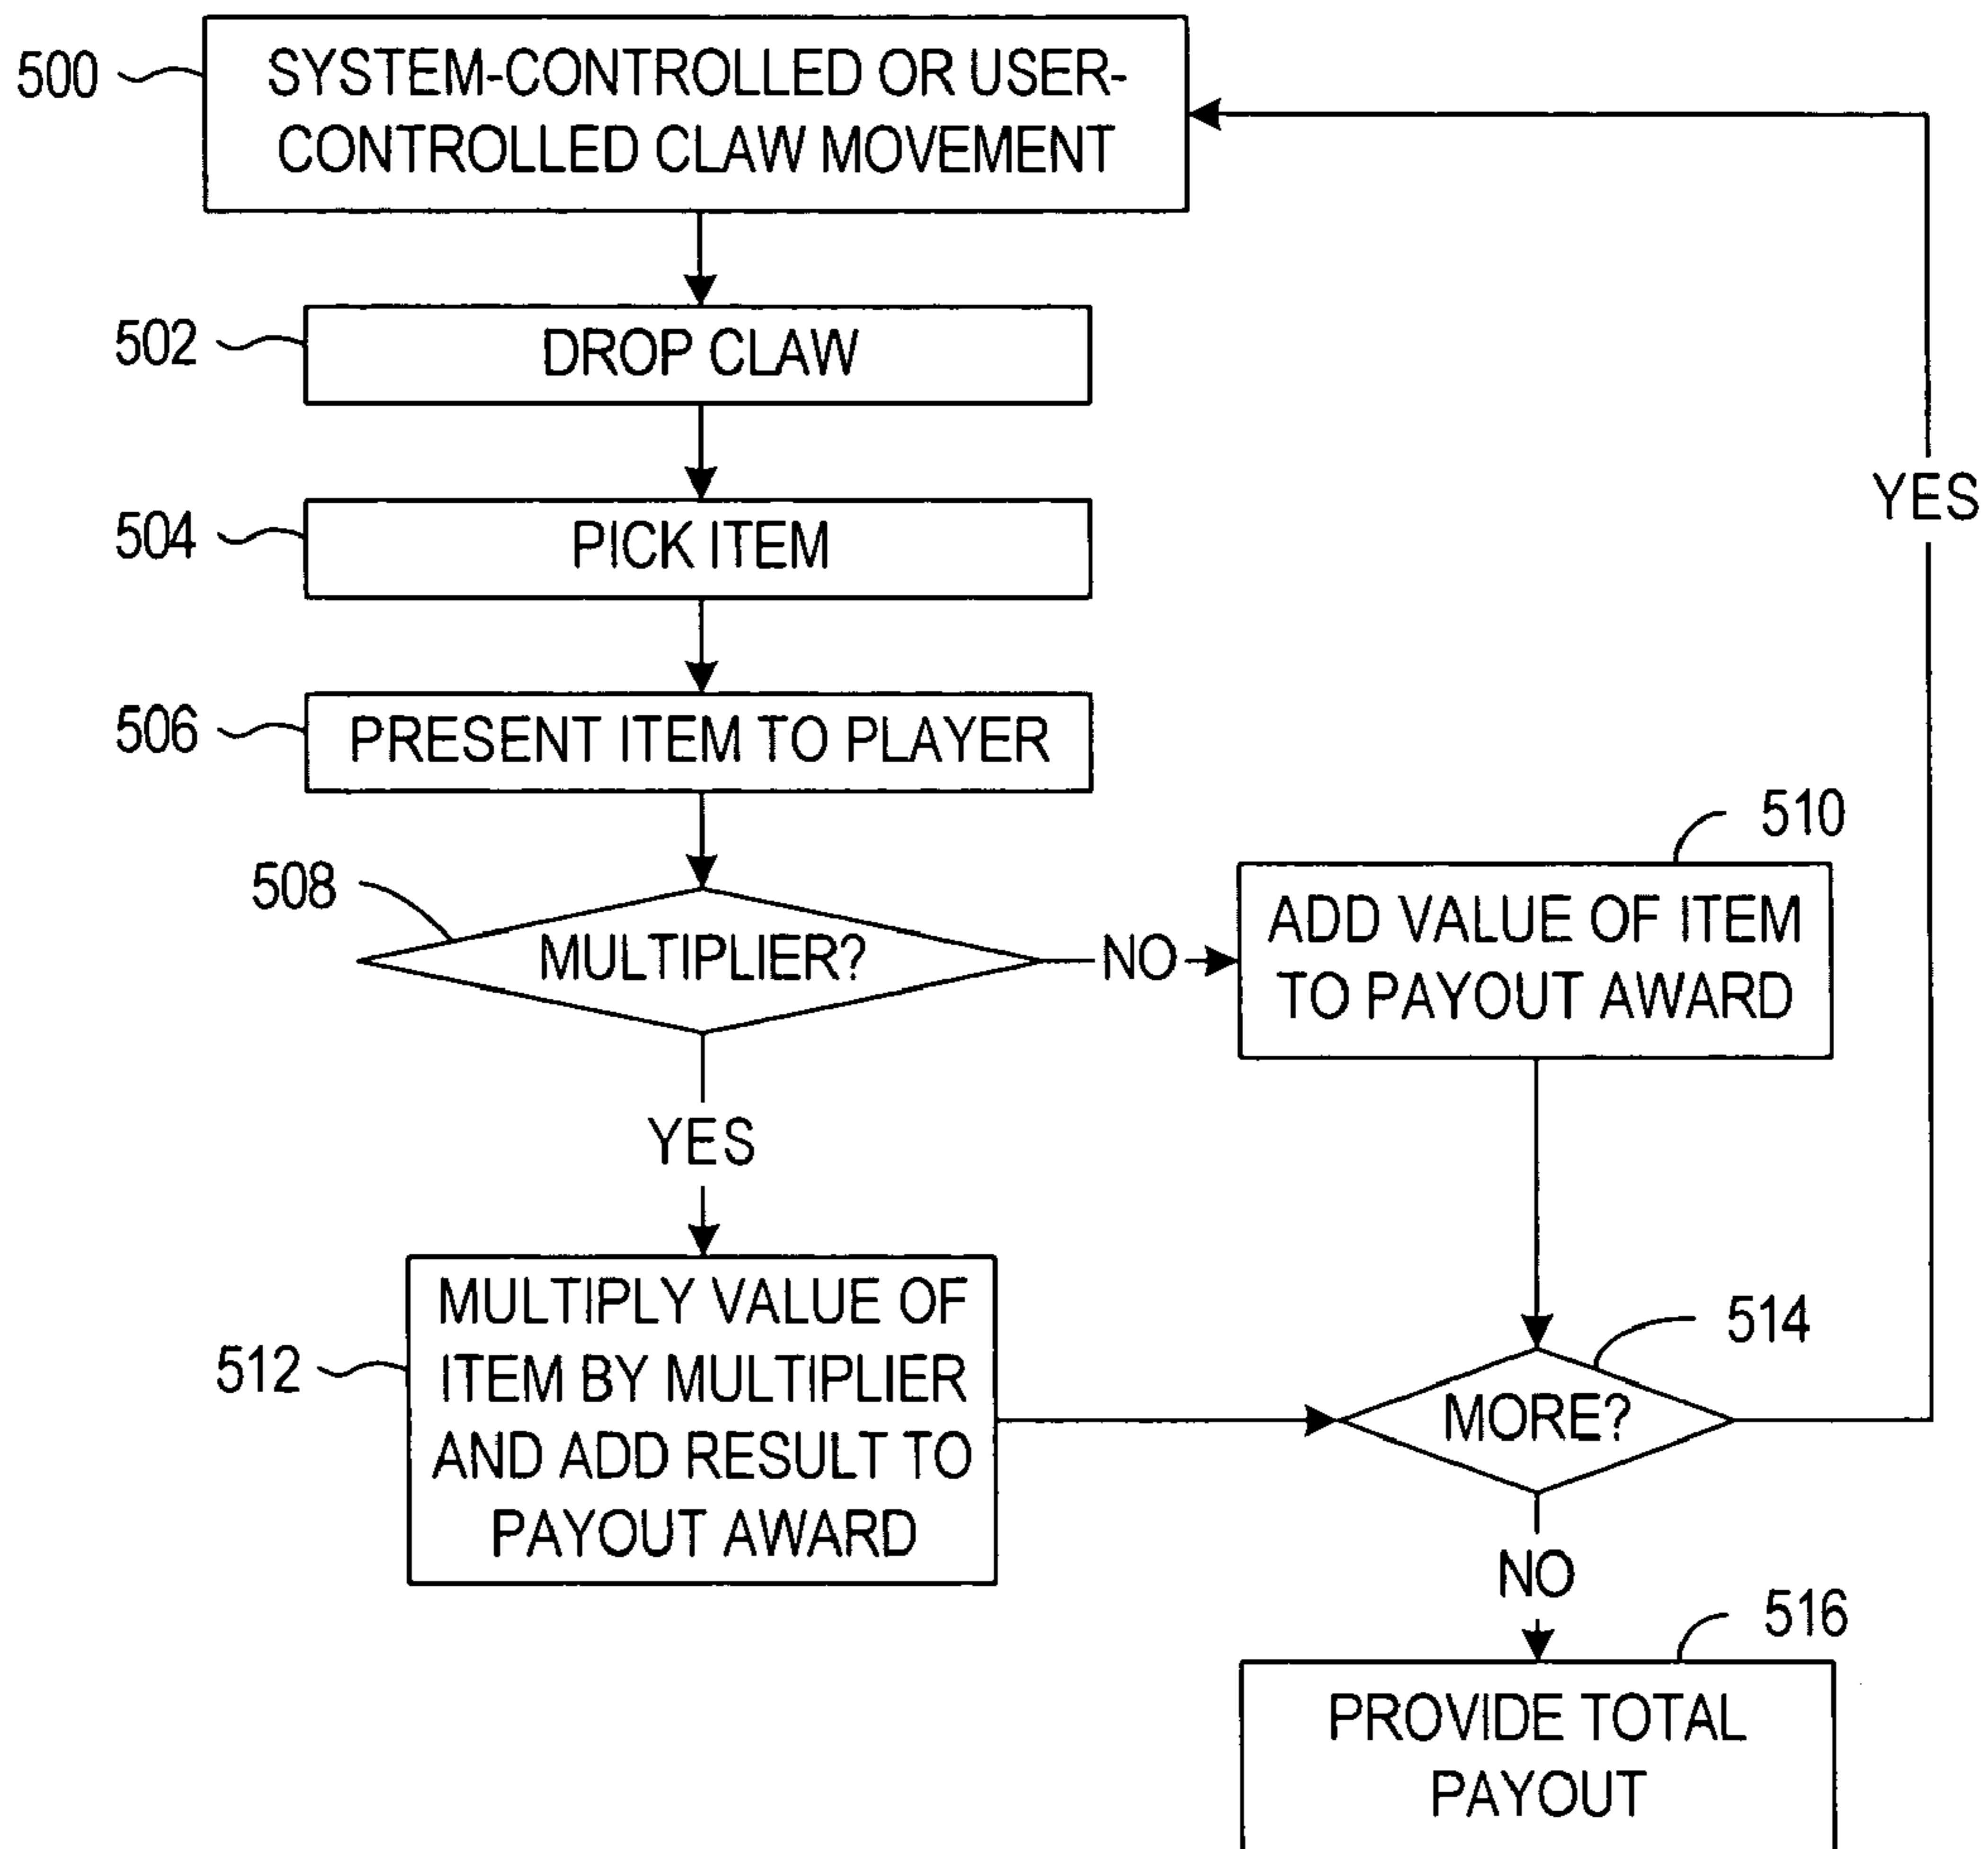 500
SYSTEM-CONTROLLED OR USER-
CONTROLLED CLAW MOVEMENT
502
DROP CLAW
YES
504
PICK ITEM
506
PRESENT ITEM TO PLAYER
508
MULTIPLIER?
NO
510
ADD VALUE OF ITEM
TO PAYOUT AWARD
YES
512
MULTIPLY VALUE OF
ITEM BY MULTIPLIER
AND ADD RESULT TO
PAYOUT AWARD
514
MORE?
NO
516
PROVIDE TOTAL
PAYOUT